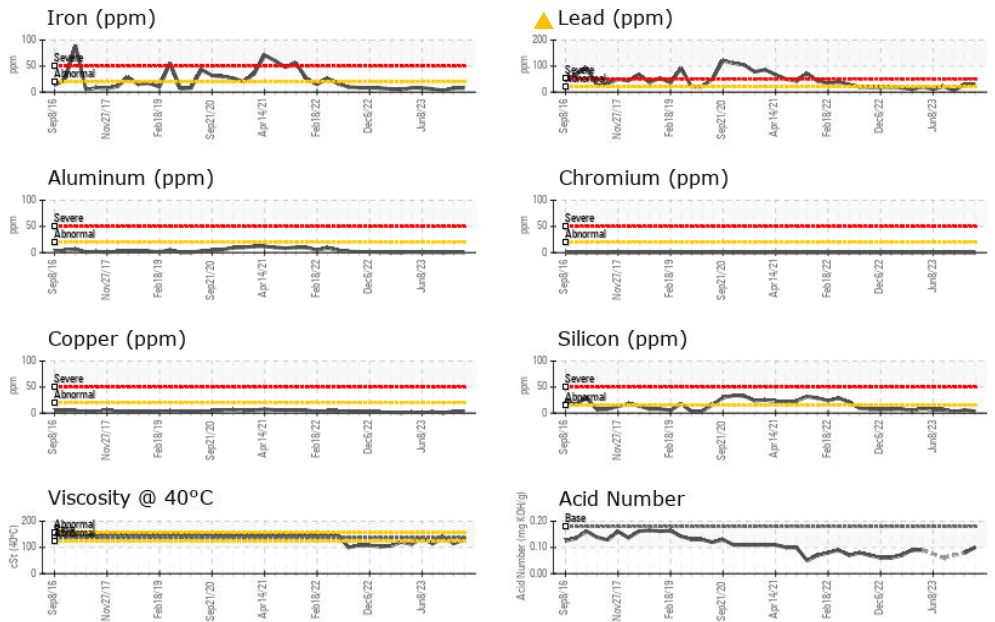 Iron (ppm)
ppm
100
50
0
Severe
Abnormal
Sep8/16
Nov27/17
Feb18/19
Sep21/20
Apr14/21
Feb18/22
Dec6/22
Jun8/23
Lead (ppm)
ppm
200
100
0
Severe
Abnormal
Sep8/16
Nov27/17
Feb18/19
Sep21/20
Apr14/21
Feb18/22
Dec6/22
Jun8/23
Aluminum (ppm)
ppm
100
50
0
Severe
Abnormal
Sep8/16
Nov27/17
Feb18/19
Sep21/20
Apr14/21
Feb18/22
Dec6/22
Jun8/23
Chromium (ppm)
ppm
100
50
0
Severe
Abnormal
Sep8/16
Nov27/17
Feb18/19
Sep21/20
Apr14/21
Feb18/22
Dec6/22
Jun8/23
Copper (ppm)
ppm
100
50
0
Severe
Abnormal
Sep8/16
Nov27/17
Feb18/19
Sep21/20
Apr14/21
Feb18/22
Dec6/22
Jun8/23
Silicon (ppm)
ppm
100
50
0
Severe
Abnormal
Sep8/16
Nov27/17
Feb18/19
Sep21/20
Apr14/21
Feb18/22
Dec6/22
Jun8/23
Viscosity @ 40°C
cSt (40°C)
200
100
0
Abnormal
Abnormal
Sep8/16
Nov27/17
Feb18/19
Sep21/20
Apr14/21
Feb18/22
Dec6/22
Jun8/23
Acid Number
Acid Number (mg KOH/g)
0.20
0.10
0.00
Base
Sep8/16
Nov27/17
Feb18/19
Sep21/20
Apr14/21
Feb18/22
Dec6/22
Jun8/23